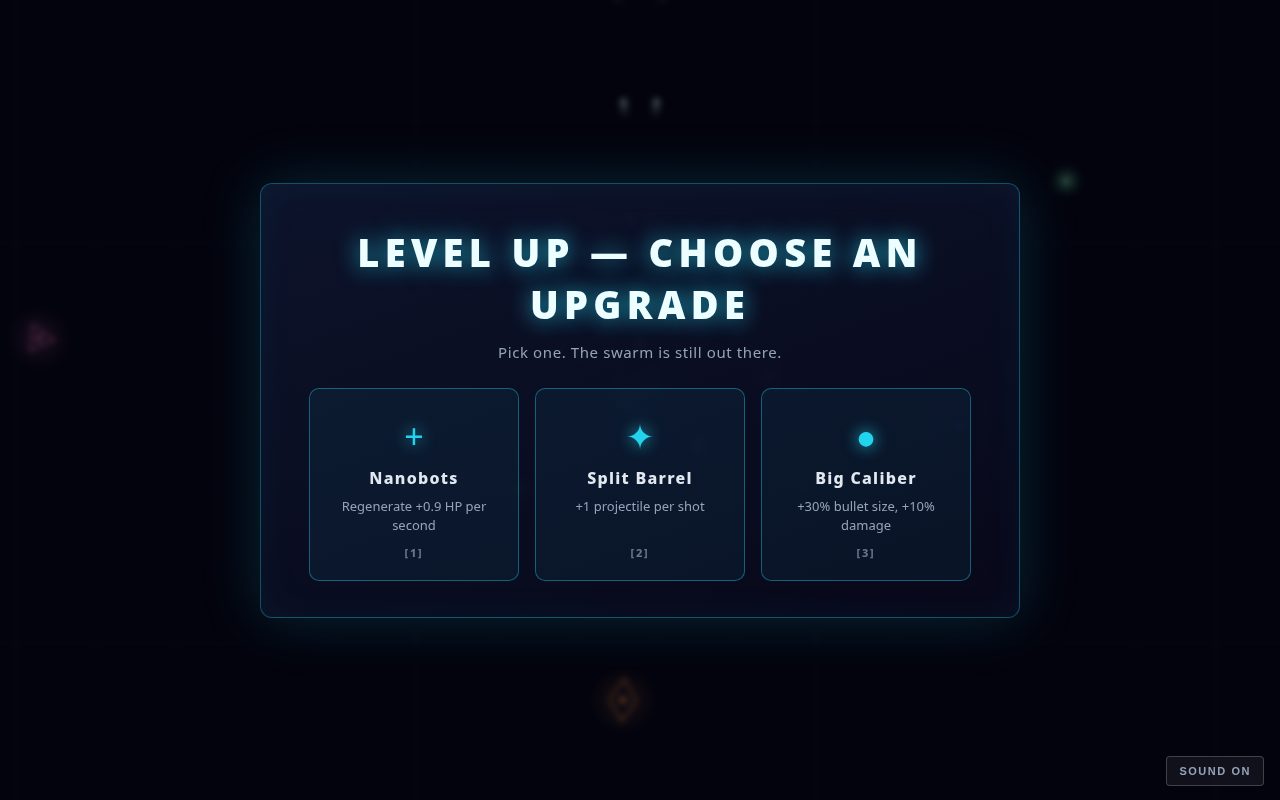 LEVEL UP — CHOOSE AN
UPGRADE
Pick one. The swarm is still out there.
Nanobots
Regenerate +0.9 HP per
second
[1]
Split Barrel
+1 projectile per shot
[2]
Big Caliber
+30% bullet size, +10%
damage
[3]
SOUND ON